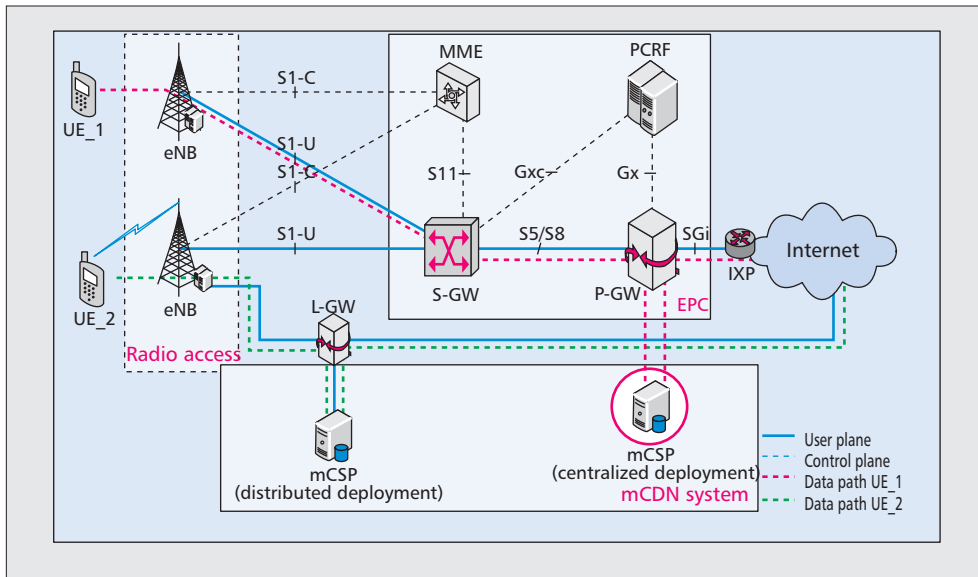 MME
PCRF
S1-C
UE_1
eNB
S1-U
S1-C
S11
Gxc
Gx
S1-U
S5/S8
SGi
Internet
IXP
S-GW
P-GW
UE_2
eNB
L-GW
EPC
Radio access
mCSP
(distributed deployment)
mCSP
(centralized deployment)
mCDN system
User plane
Control plane
Data path UE_1
Data path UE_2